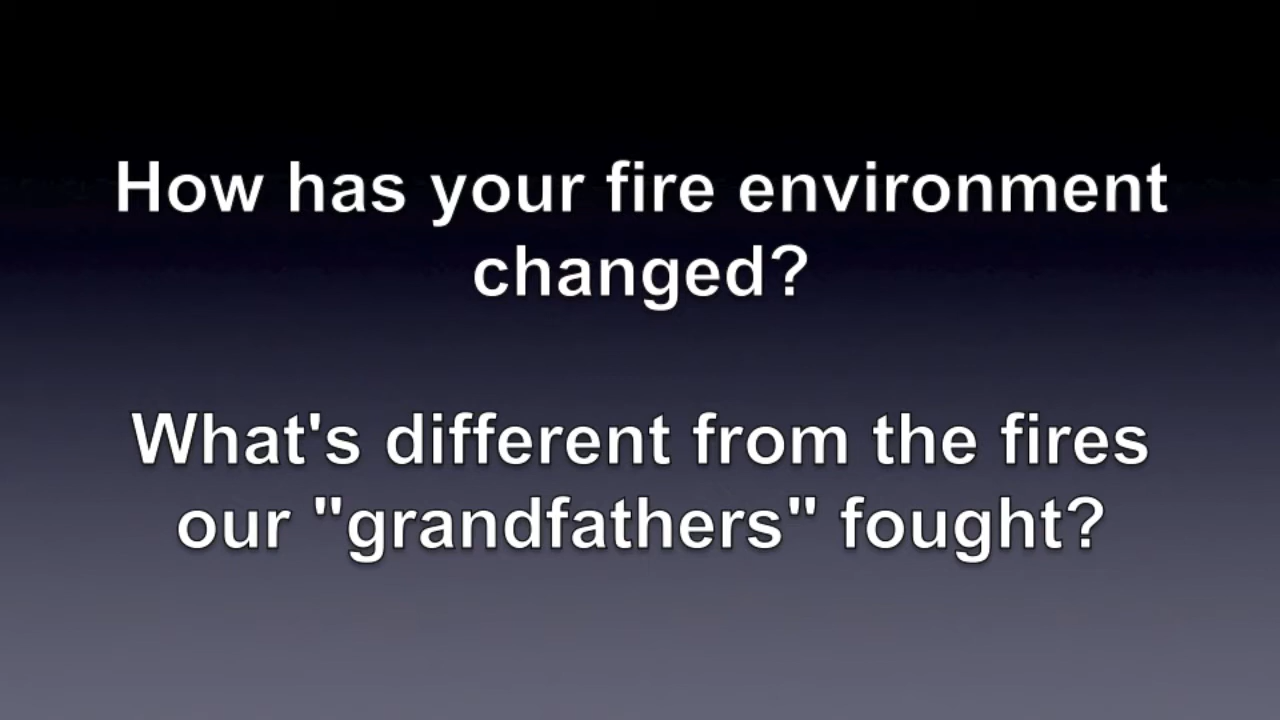 How has your fire environment
changed?
What's different from the fires
our "grandfathers" fought?